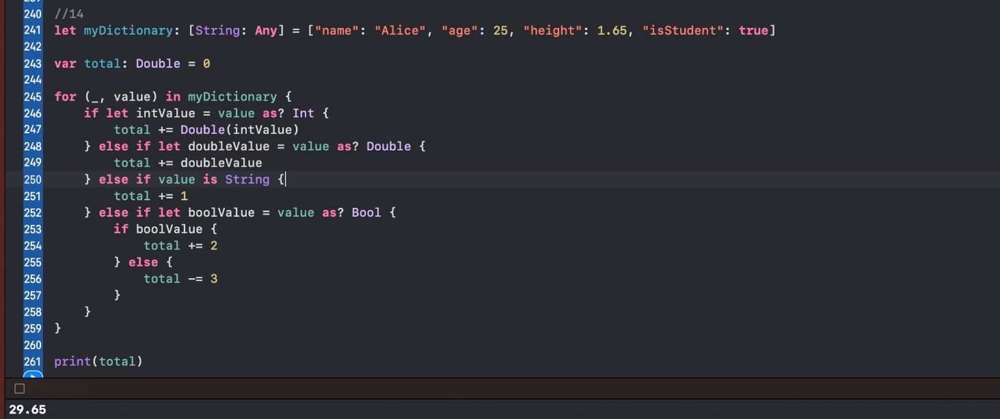 240 //14
241 let myDictionary: [String: Any] = ["name": "Alice", "age": 25, "height": 1.65, "isStudent": true]
242
243 var total: Double = 0
244
245 for (_, value) in myDictionary {
246     if let intValue = value as? Int {
247         total += Double(intValue)
248     } else if let doubleValue = value as? Double {
249         total += doubleValue
250     } else if value is String {
251         total += 1
252     } else if let boolValue = value as? Bool {
253         if boolValue {
254             total += 2
255         } else {
256             total -= 3
257         }
258     }
259 }
260
261 print(total)
29.65